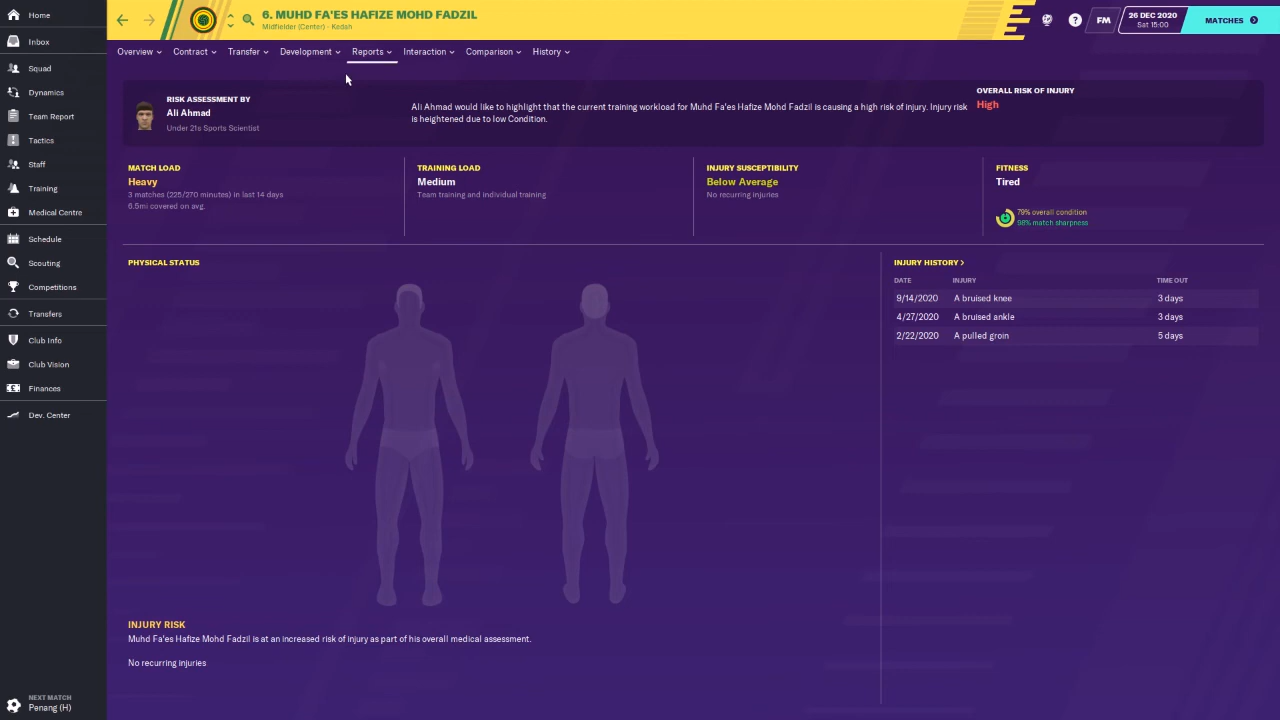 6. MUHD FA'ES HAFIZE MOHD FADZIL
Midfielder (Center) - Kedah
FM
26 DEC 2020
Sat 15:00
MATCHES
Home
Inbox
Squad
Dynamics
Team Report
Tactics
Staff
Training
Medical Centre
Schedule
Scouting
Competitions
Transfers
Club Info
Club Vision
Finances
Dev. Center
NEXT MATCH
Penang (H)
Overview
Contract
Transfer
Development
Reports
Interaction
Comparison
History
RISK ASSESSMENT BY
Ali Ahmad
Under 21s Sports Scientist
Ali Ahmad would like to highlight that the current training workload for Muhd Fa'es Hafize Mohd Fadzil is causing a high risk of injury. Injury risk
is heightened due to low Condition.
OVERALL RISK OF INJURY
High
MATCH LOAD
Heavy
3 matches (225/270 minutes) in last 14 days
6.5mi covered on avg.
TRAINING LOAD
Medium
Team training and individual training
INJURY SUSCEPTIBILITY
Below Average
No recurring injuries
FITNESS
Tired
79% overall condition
98% match sharpness
PHYSICAL STATUS
INJURY RISK
Muhd Fa'es Hafize Mohd Fadzil is at an increased risk of injury as part of his overall medical assessment.
No recurring injuries
INJURY HISTORY >
DATE INJURY TIME OUT
9/14/2020 A bruised knee 3 days
4/27/2020 A bruised ankle 3 days
2/22/2020 A pulled groin 5 days